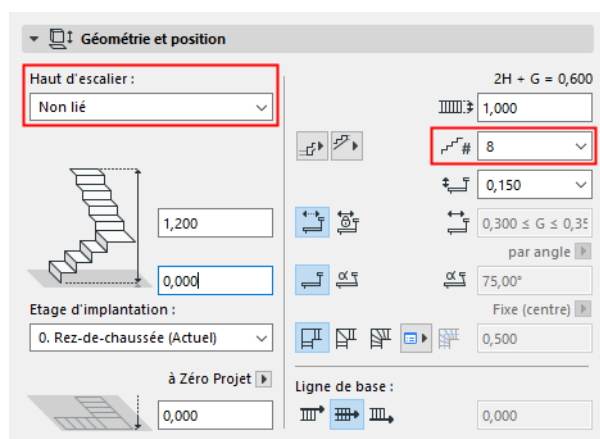 Géométrie et position
Haut d'escalier :
Non lié
2H + G = 0,600
1,000
# 8
0,150
1,200
0,300 ≤ G ≤ 0,35
par angle
0,000
α
α 75,00°
Etage d'implantation :
Fixe (centre)
0. Rez-de-chaussée (Actuel)
0,500
à Zéro Projet
Ligne de base :
0,000
0,000